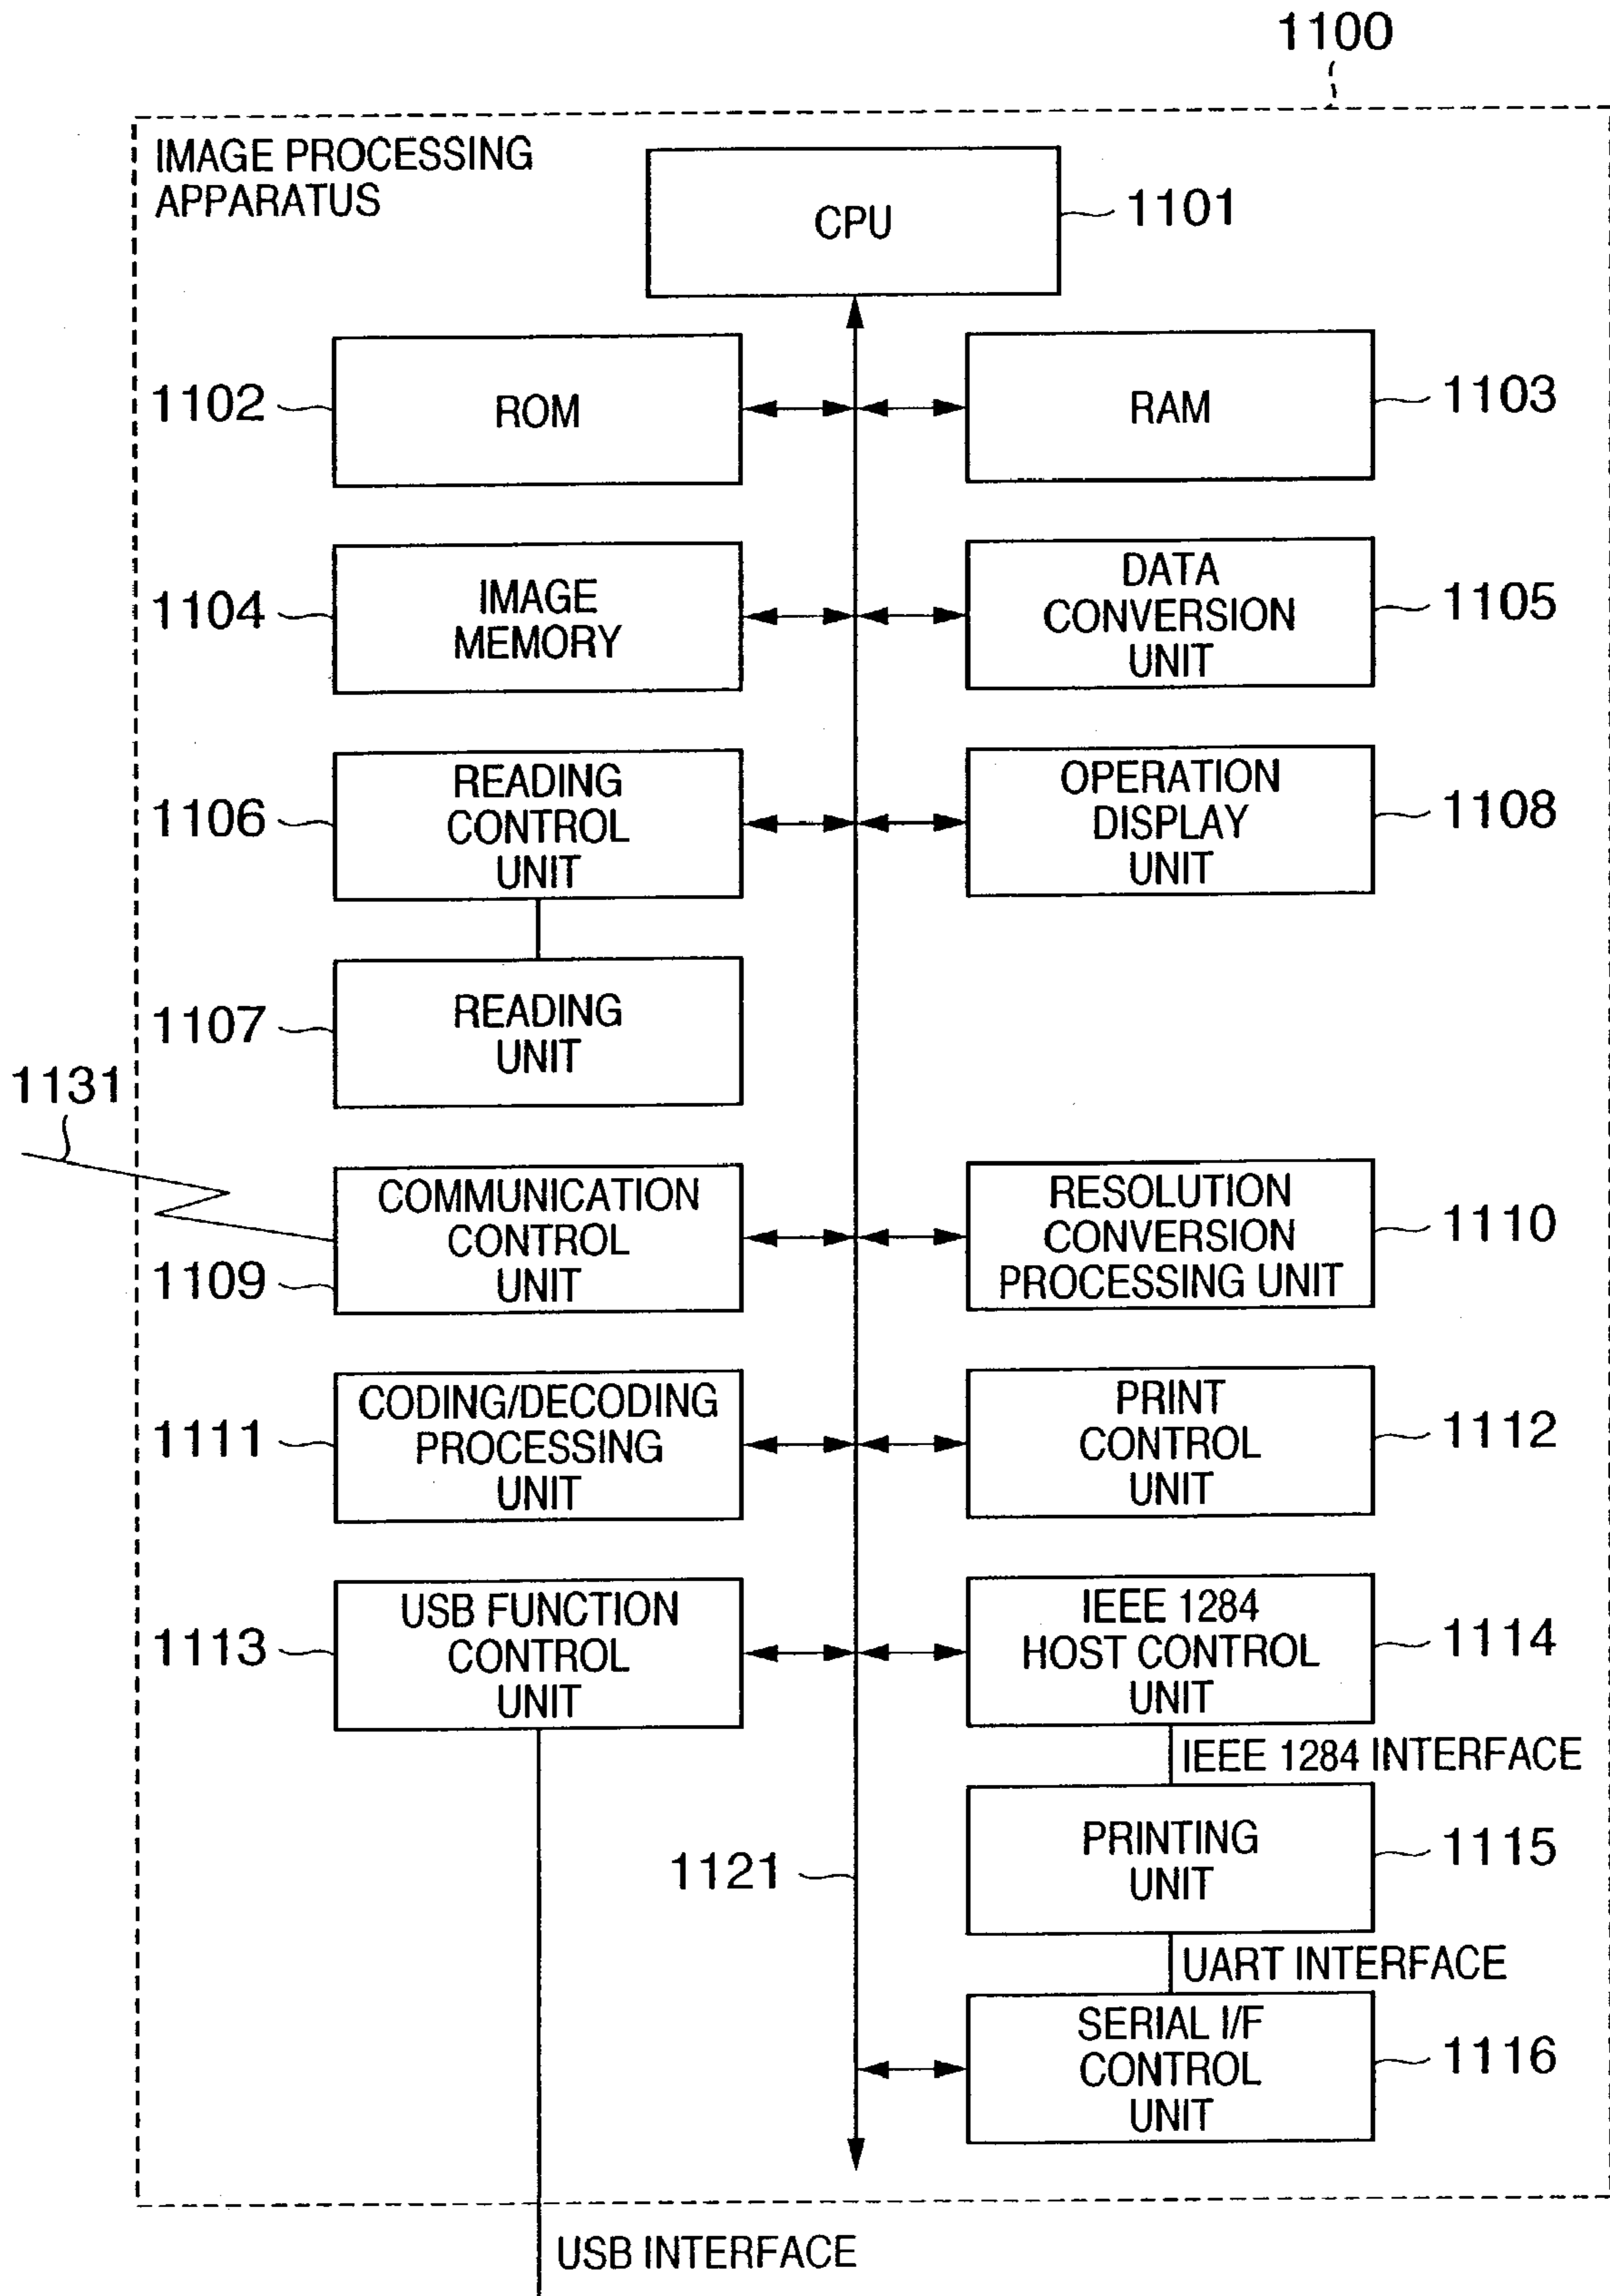 1100
IMAGE PROCESSING
APPARATUS
CPU
1101
1102
ROM
RAM
1103
1104
IMAGE
MEMORY
DATA
CONVERSION
UNIT
1105
1106
READING
CONTROL
UNIT
OPERATION
DISPLAY
UNIT
1108
1107
READING
UNIT
1131
COMMUNICATION
CONTROL
UNIT
1109
RESOLUTION
CONVERSION
PROCESSING UNIT
1110
1111
CODING/DECODING
PROCESSING
UNIT
PRINT
CONTROL
UNIT
1112
1113
USB FUNCTION
CONTROL
UNIT
IEEE 1284
HOST CONTROL
UNIT
1114
IEEE 1284 INTERFACE
PRINTING
UNIT
1115
1121
UART INTERFACE
SERIAL I/F
CONTROL
UNIT
1116
USB INTERFACE